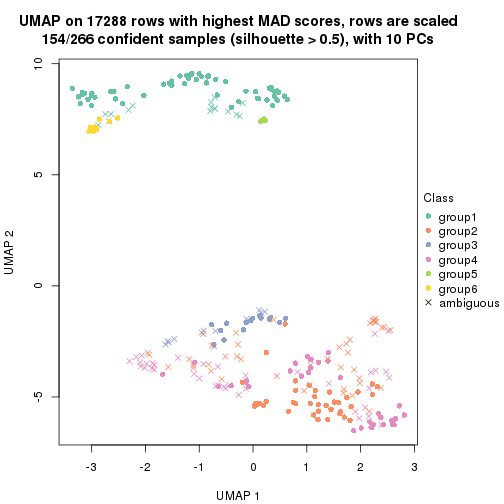 UMAP on 17288 rows with highest MAD scores, rows are scaled
154/266 confident samples (silhouette > 0.5), with 10 PCs
10
5
0
-5
UMAP 2
-3 -2 -1 0 1 2 3
UMAP 1
Class
group1
group2
group3
group4
group5
group6
ambiguous